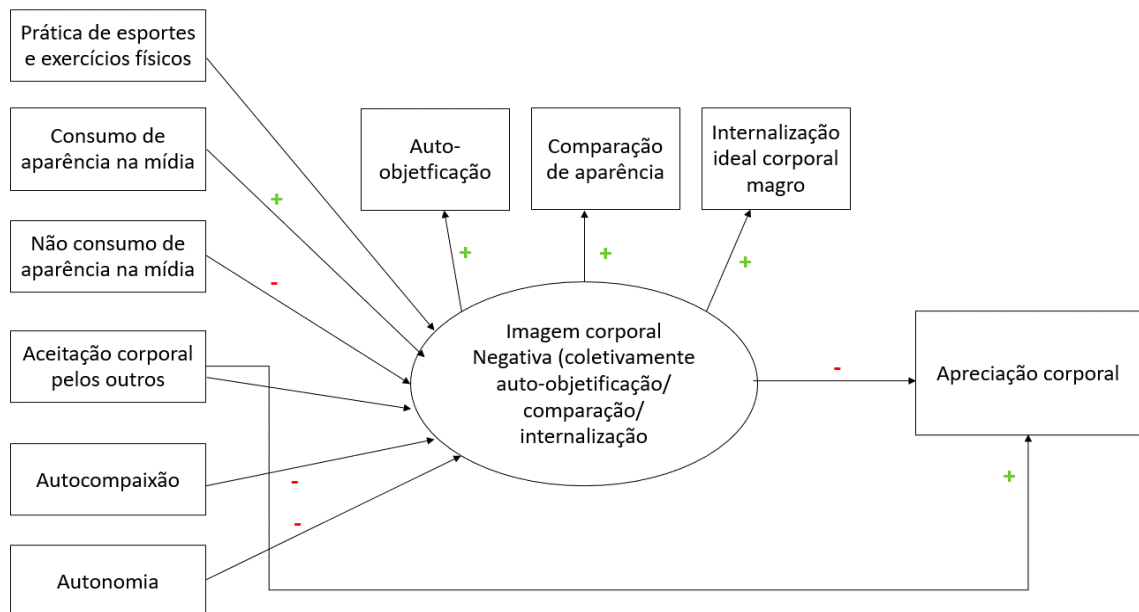 Prática de esportes
e exercícios físicos
Consumo de
aparência na mídia
Não consumo de
aparência na mídia
Aceitação corporal
pelos outros
Autocompaixão
Autonomia
+
-
-
-
Auto-
objetficação
Comparação
de aparência
Internalização
ideal corporal
magro
+
+
+
Imagem corporal
Negativa (coletivamente
auto-objetificação/
comparação/
internalização
-
Apreciação corporal
+